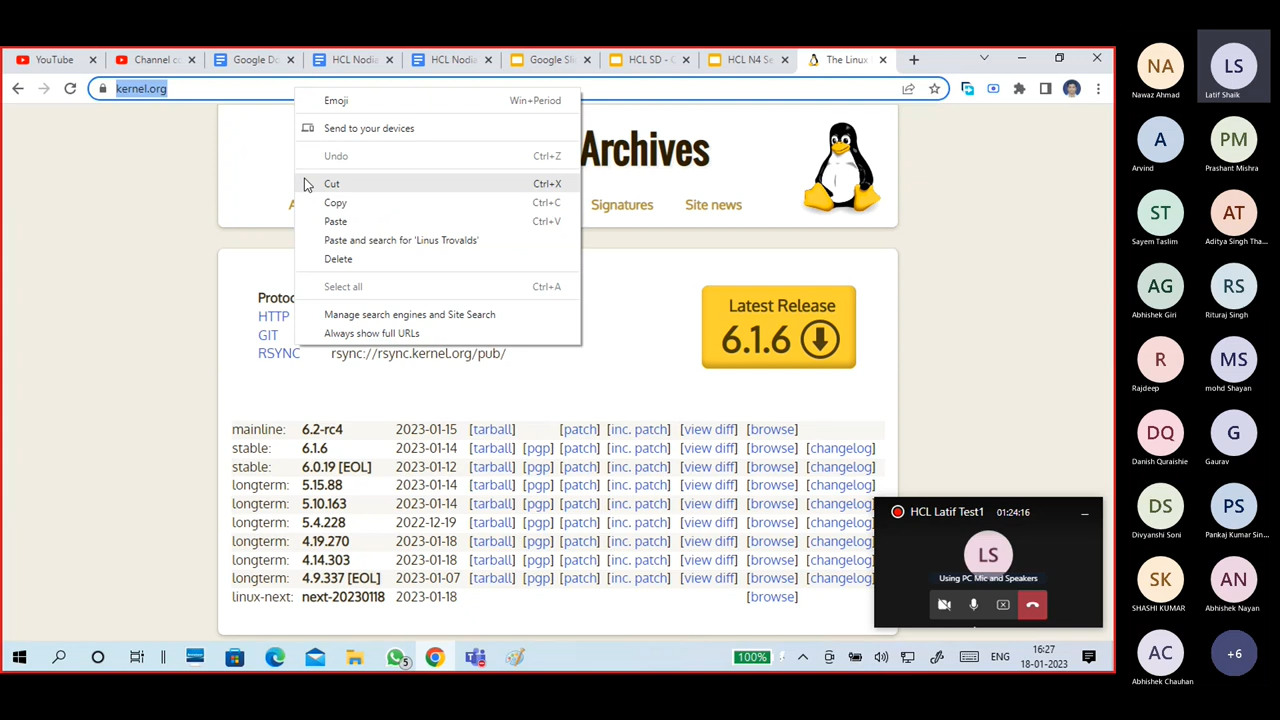 YouTube
Channel co
Google Do
HCL Nodia
HCL Nodia
Google Sli
HCL SD - C
HCL N4 Se
The Linux
kernel.org
Emoji Win+Period
Send to your devices
Undo Ctrl+Z
Cut Ctrl+X
Copy Ctrl+C
Paste Ctrl+V
Paste and search for 'Linus Trovalds'
Delete
Select all Ctrl+A
Manage search engines and Site Search
Always show full URLs
Archives
A
Signatures
Site news
Protoc
HTTP
GIT
RSYNC rsync://rsync.kernel.org/pub/
Latest Release
6.1.6
mainline: 6.2-rc4 2023-01-15 [tarball] [patch] [inc. patch] [view diff] [browse]
stable: 6.1.6 2023-01-14 [tarball] [pgp] [patch] [inc. patch] [view diff] [browse] [changelog]
stable: 6.0.19 [EOL] 2023-01-12 [tarball] [pgp] [patch] [inc. patch] [view diff] [browse] [changelog]
longterm: 5.15.88 2023-01-14 [tarball] [pgp] [patch] [inc. patch] [view diff] [browse] [changelog]
longterm: 5.10.163 2023-01-14 [tarball] [pgp] [patch] [inc. patch] [view diff] [browse] [changelog]
longterm: 5.4.228 2022-12-19 [tarball] [pgp] [patch] [inc. patch] [view diff] [browse] [changelog]
longterm: 4.19.270 2023-01-18 [tarball] [pgp] [patch] [inc. patch] [view diff] [browse] [changelog]
longterm: 4.14.303 2023-01-18 [tarball] [pgp] [patch] [inc. patch] [view diff] [browse] [changelog]
longterm: 4.9.337 [EOL] 2023-01-07 [tarball] [pgp] [patch] [inc. patch] [view diff] [browse] [changelog]
linux-next: next-20230118 2023-01-18 [browse]
HCL Latif Test1 01:24:16
LS
Using PC Mic and Speakers
5
100%
ENG
16:27
18-01-2023
NA
Nawaz Ahmad
LS
Latif Shaik
A
Arvind
PM
Prashant Mishra
ST
Sayem Taslim
AT
Aditya Singh Tha...
AG
Abhishek Giri
RS
Rituraj Singh
R
Rajdeep
MS
mohd Shayan
DQ
Danish Quraishie
G
Gaurav
DS
Divyanshi Soni
PS
Pankaj Kumar Sin...
SK
SHASHI KUMAR
AN
Abhishek Nayan
AC
Abhishek Chauhan
+6